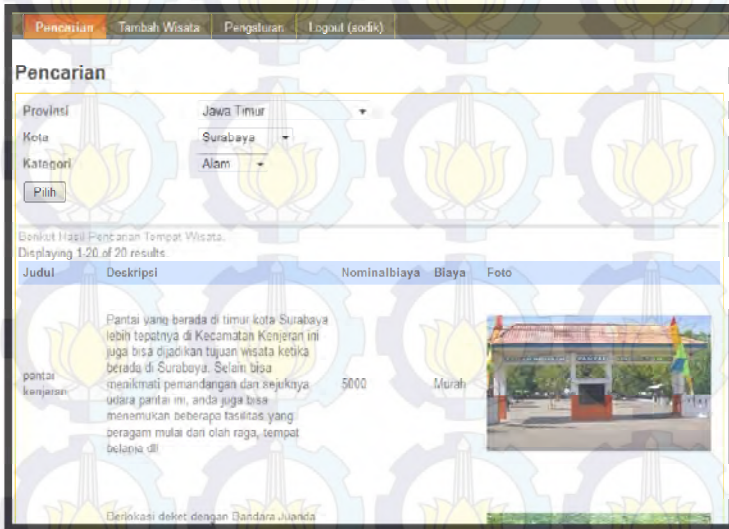 Pencarian Tambah Wisata Pengaturan Logout (sodik)
Pencarian
Provinsi Jawa Timur
Kota Surabaya
Kategori Alam
Pilih
Berikut Hasil Pencarian Tempat Wisata.
Displaying 1-20 of 20 results.
Judul Deskripsi Nominalbiaya Biaya Foto
Pantai yang berada di timur kota Surabaya
lebih tepatnya di Kecamatan Kenjeran ini
juga bisa dijadikan tujuan wisata ketika
berada di Surabaya. Selain bisa
pantai kenjeran menikmati pemandangan dan sejuknya 5000 Murah
udara pantai ini, anda juga bisa
menemukan beberapa fasilitas yang
beragam mulai dari olah raga, tempat
belanja dll
Berlokasi deket dengan Bandara Juanda